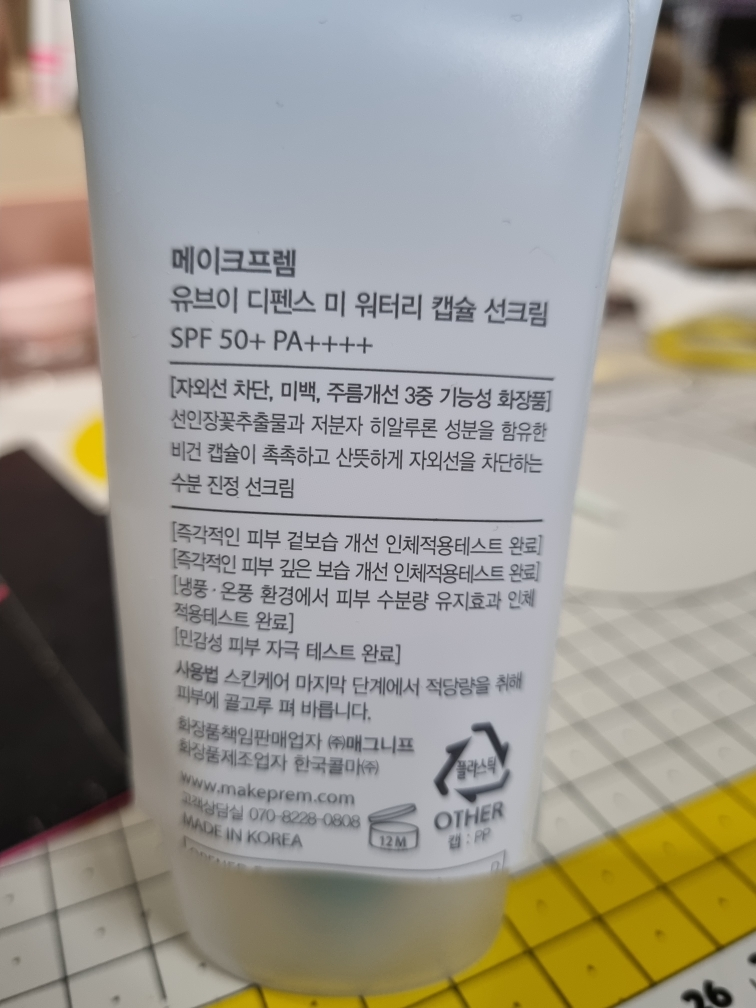 메이크프렘
유브이 디펜스 미 워터리 캡슐 선크림
SPF 50+ PA++++
[자외선 차단, 미백, 주름개선 3중 기능성 화장품]
선인장꽃추출물과 저분자 히알루론 성분을 함유한
비건 캡슐이 촉촉하고 산뜻하게 자외선을 차단하는
수분 진정 선크림
[즉각적인 피부 겉보습 개선 인체적용테스트 완료]
[즉각적인 피부 깊은 보습 개선 인체적용테스트 완료]
[냉풍·온풍 환경에서 피부 수분량 유지효과 인체
적용테스트 완료]
[민감성 피부 자극 테스트 완료]
사용법 스킨케어 마지막 단계에서 적당량을 취해
피부에 골고루 펴 바릅니다.
화장품책임판매업자 ㈜매그니프
화장품제조업자 한국콜마㈜
www.makeprem.com
고객상담실 070-8228-0808
MADE IN KOREA
12M
플라스틱
OTHER
캡 : PP
26